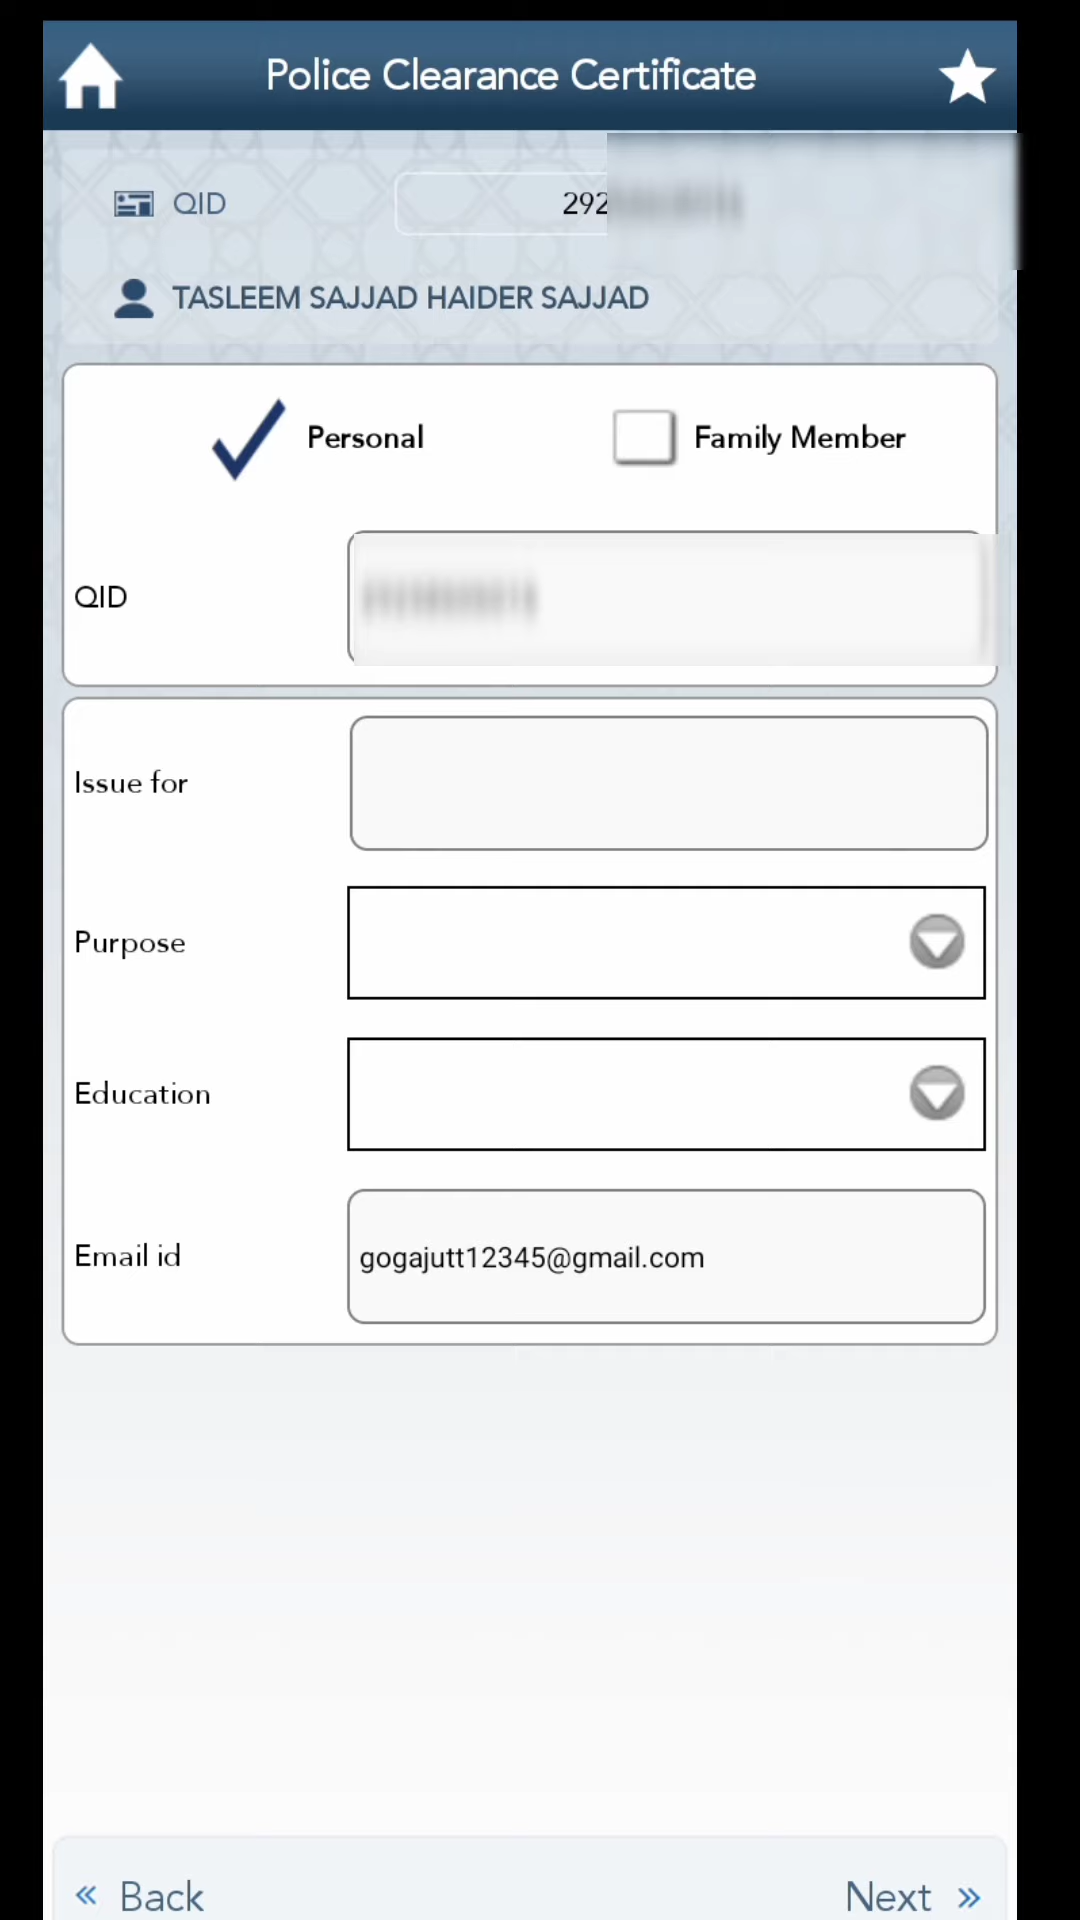 Police Clearance Certificate
QID 292
TASLEEM SAJJAD HAIDER SAJJAD
Personal Family Member
QID
Issue for
Purpose
Education
Email id gogajutt12345@gmail.com
« Back Next »